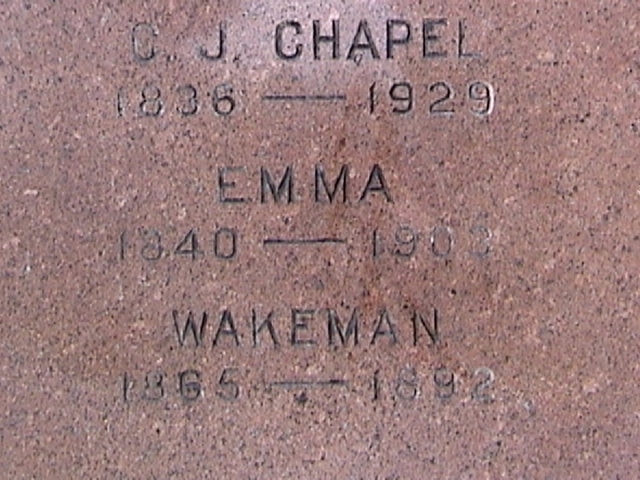 C. J. CHAPEL
1836 — 1929
EMMA
1840 —
WAKEMAN
1865 — 1892